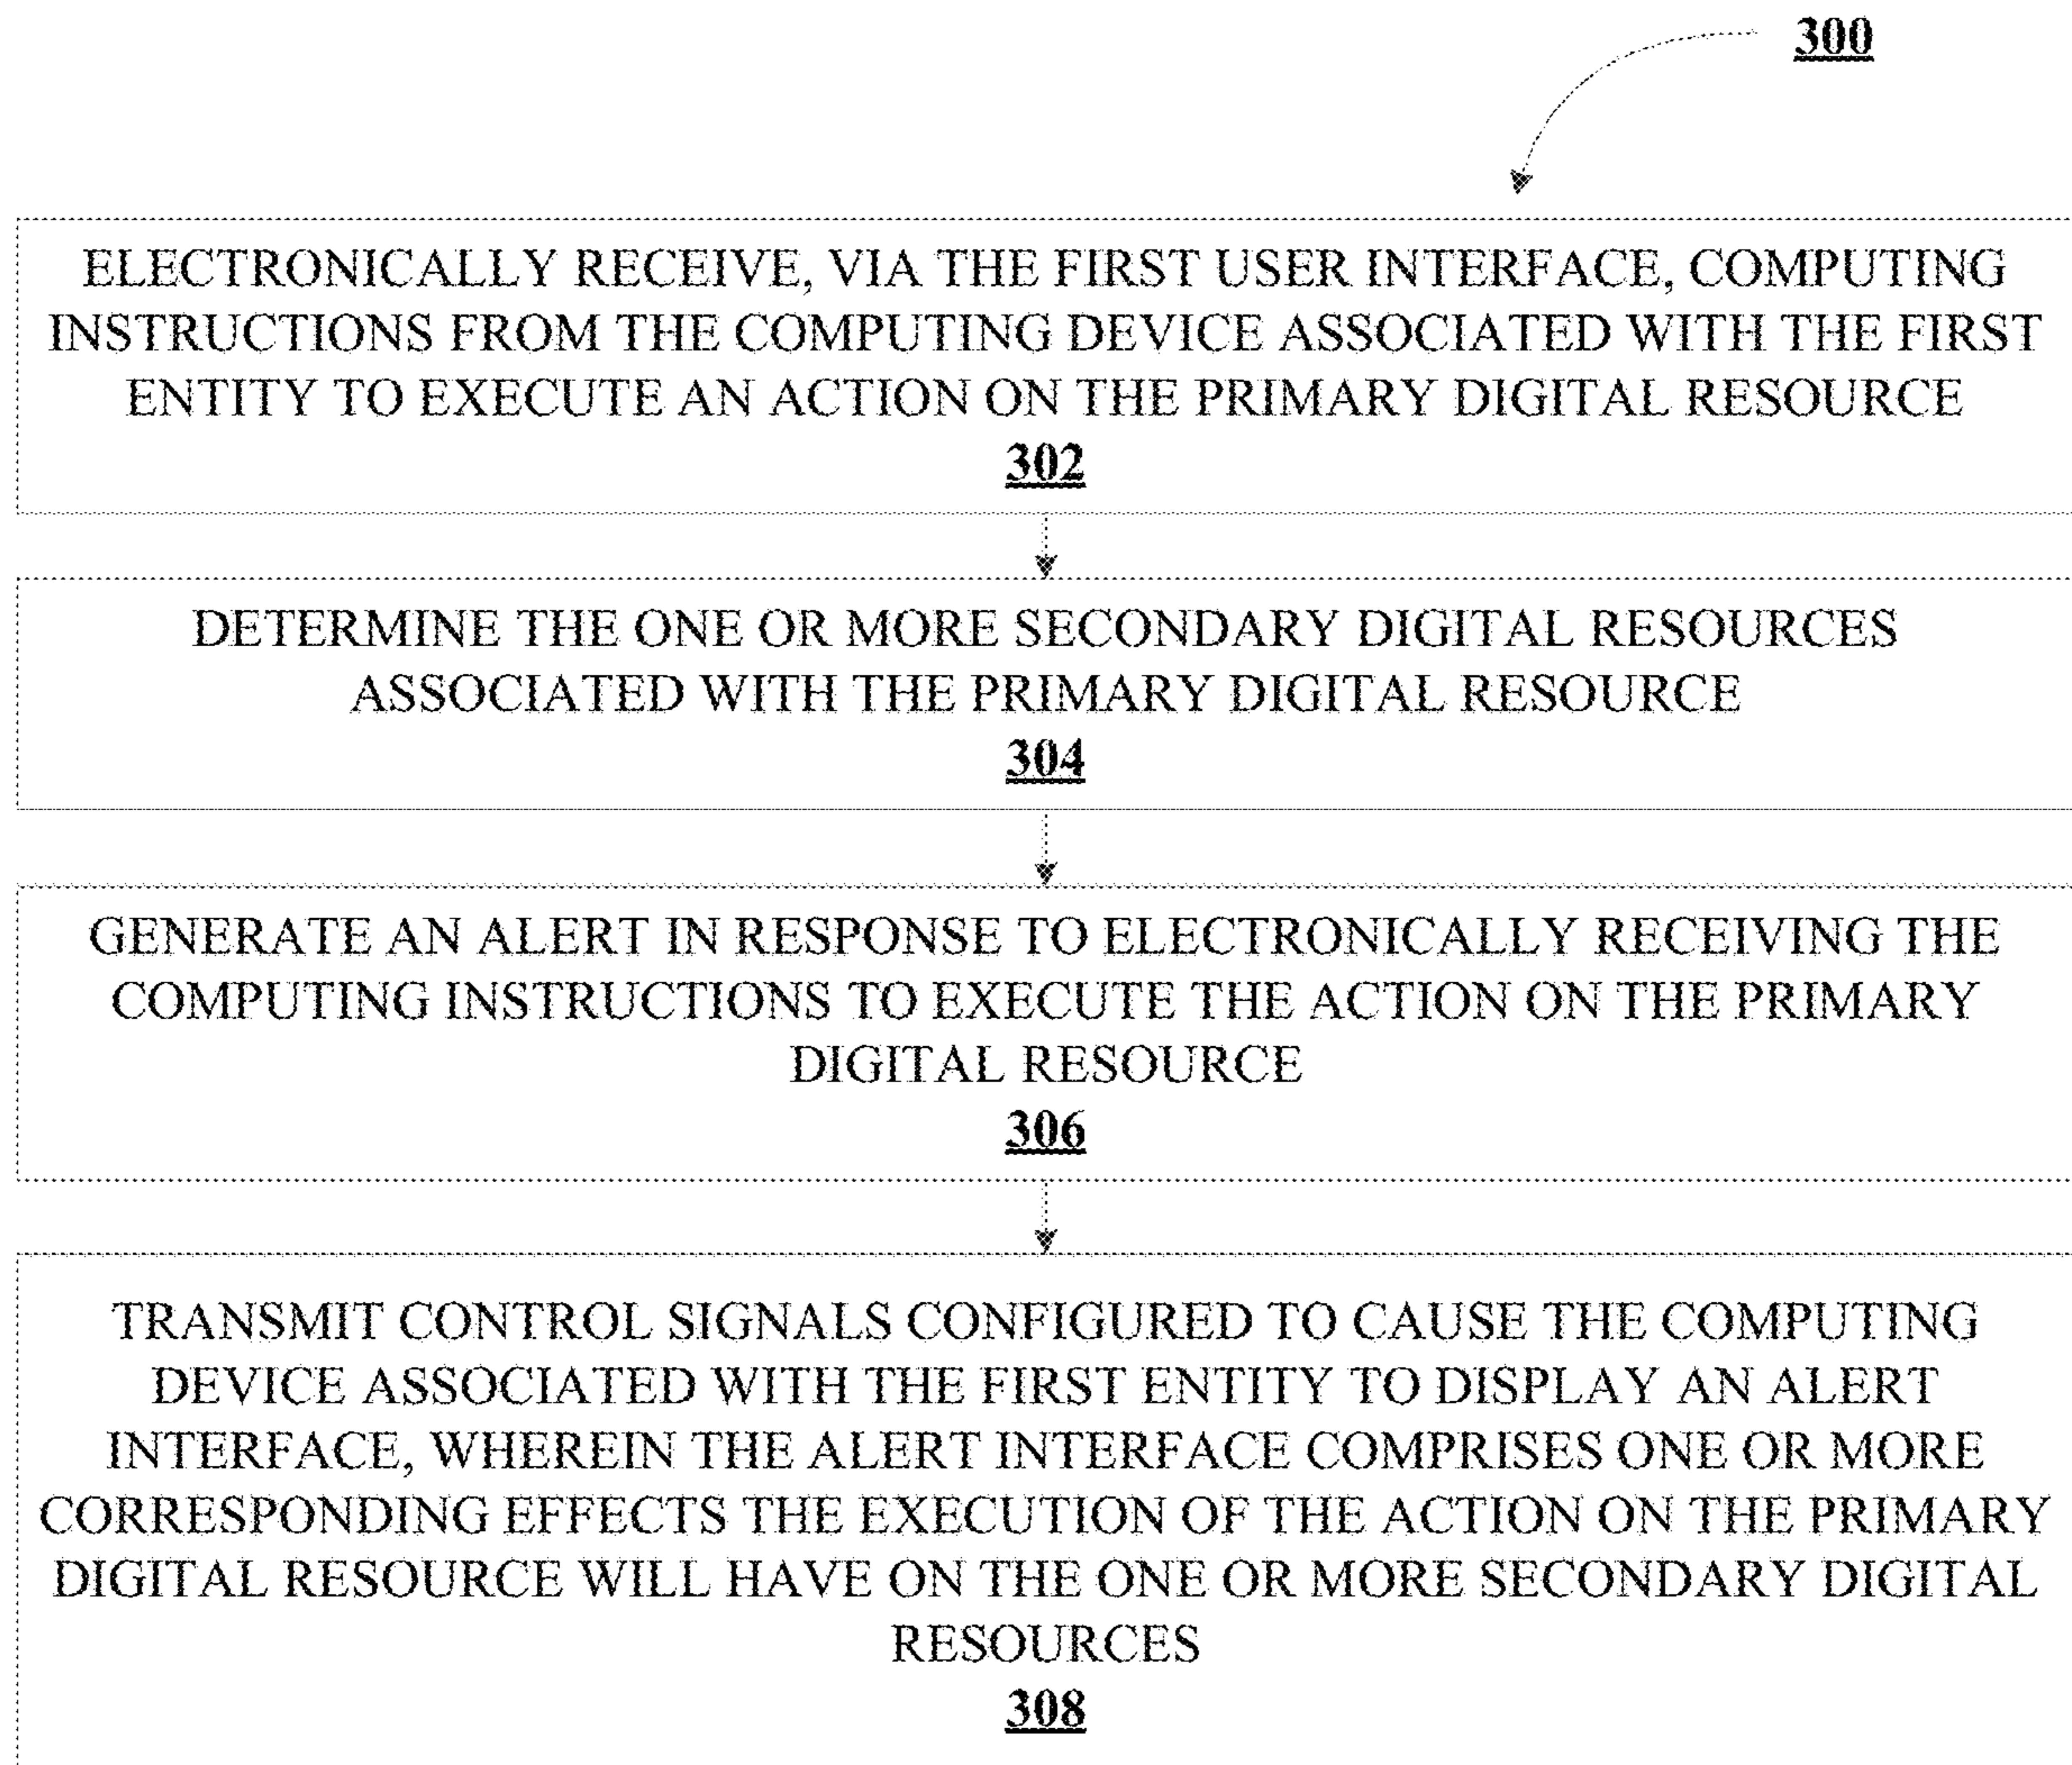 300
ELECTRONICALLY RECEIVE, VIA THE FIRST USER INTERFACE, COMPUTING
INSTRUCTIONS FROM THE COMPUTING DEVICE ASSOCIATED WITH THE FIRST
ENTITY TO EXECUTE AN ACTION ON THE PRIMARY DIGITAL RESOURCE
302
DETERMINE THE ONE OR MORE SECONDARY DIGITAL RESOURCES
ASSOCIATED WITH THE PRIMARY DIGITAL RESOURCE
304
GENERATE AN ALERT IN RESPONSE TO ELECTRONICALLY RECEIVING THE
COMPUTING INSTRUCTIONS TO EXECUTE THE ACTION ON THE PRIMARY
DIGITAL RESOURCE
306
TRANSMIT CONTROL SIGNALS CONFIGURED TO CAUSE THE COMPUTING
DEVICE ASSOCIATED WITH THE FIRST ENTITY TO DISPLAY AN ALERT
INTERFACE, WHEREIN THE ALERT INTERFACE COMPRISES ONE OR MORE
CORRESPONDING EFFECTS THE EXECUTION OF THE ACTION ON THE PRIMARY
DIGITAL RESOURCE WILL HAVE ON THE ONE OR MORE SECONDARY DIGITAL
RESOURCES
308